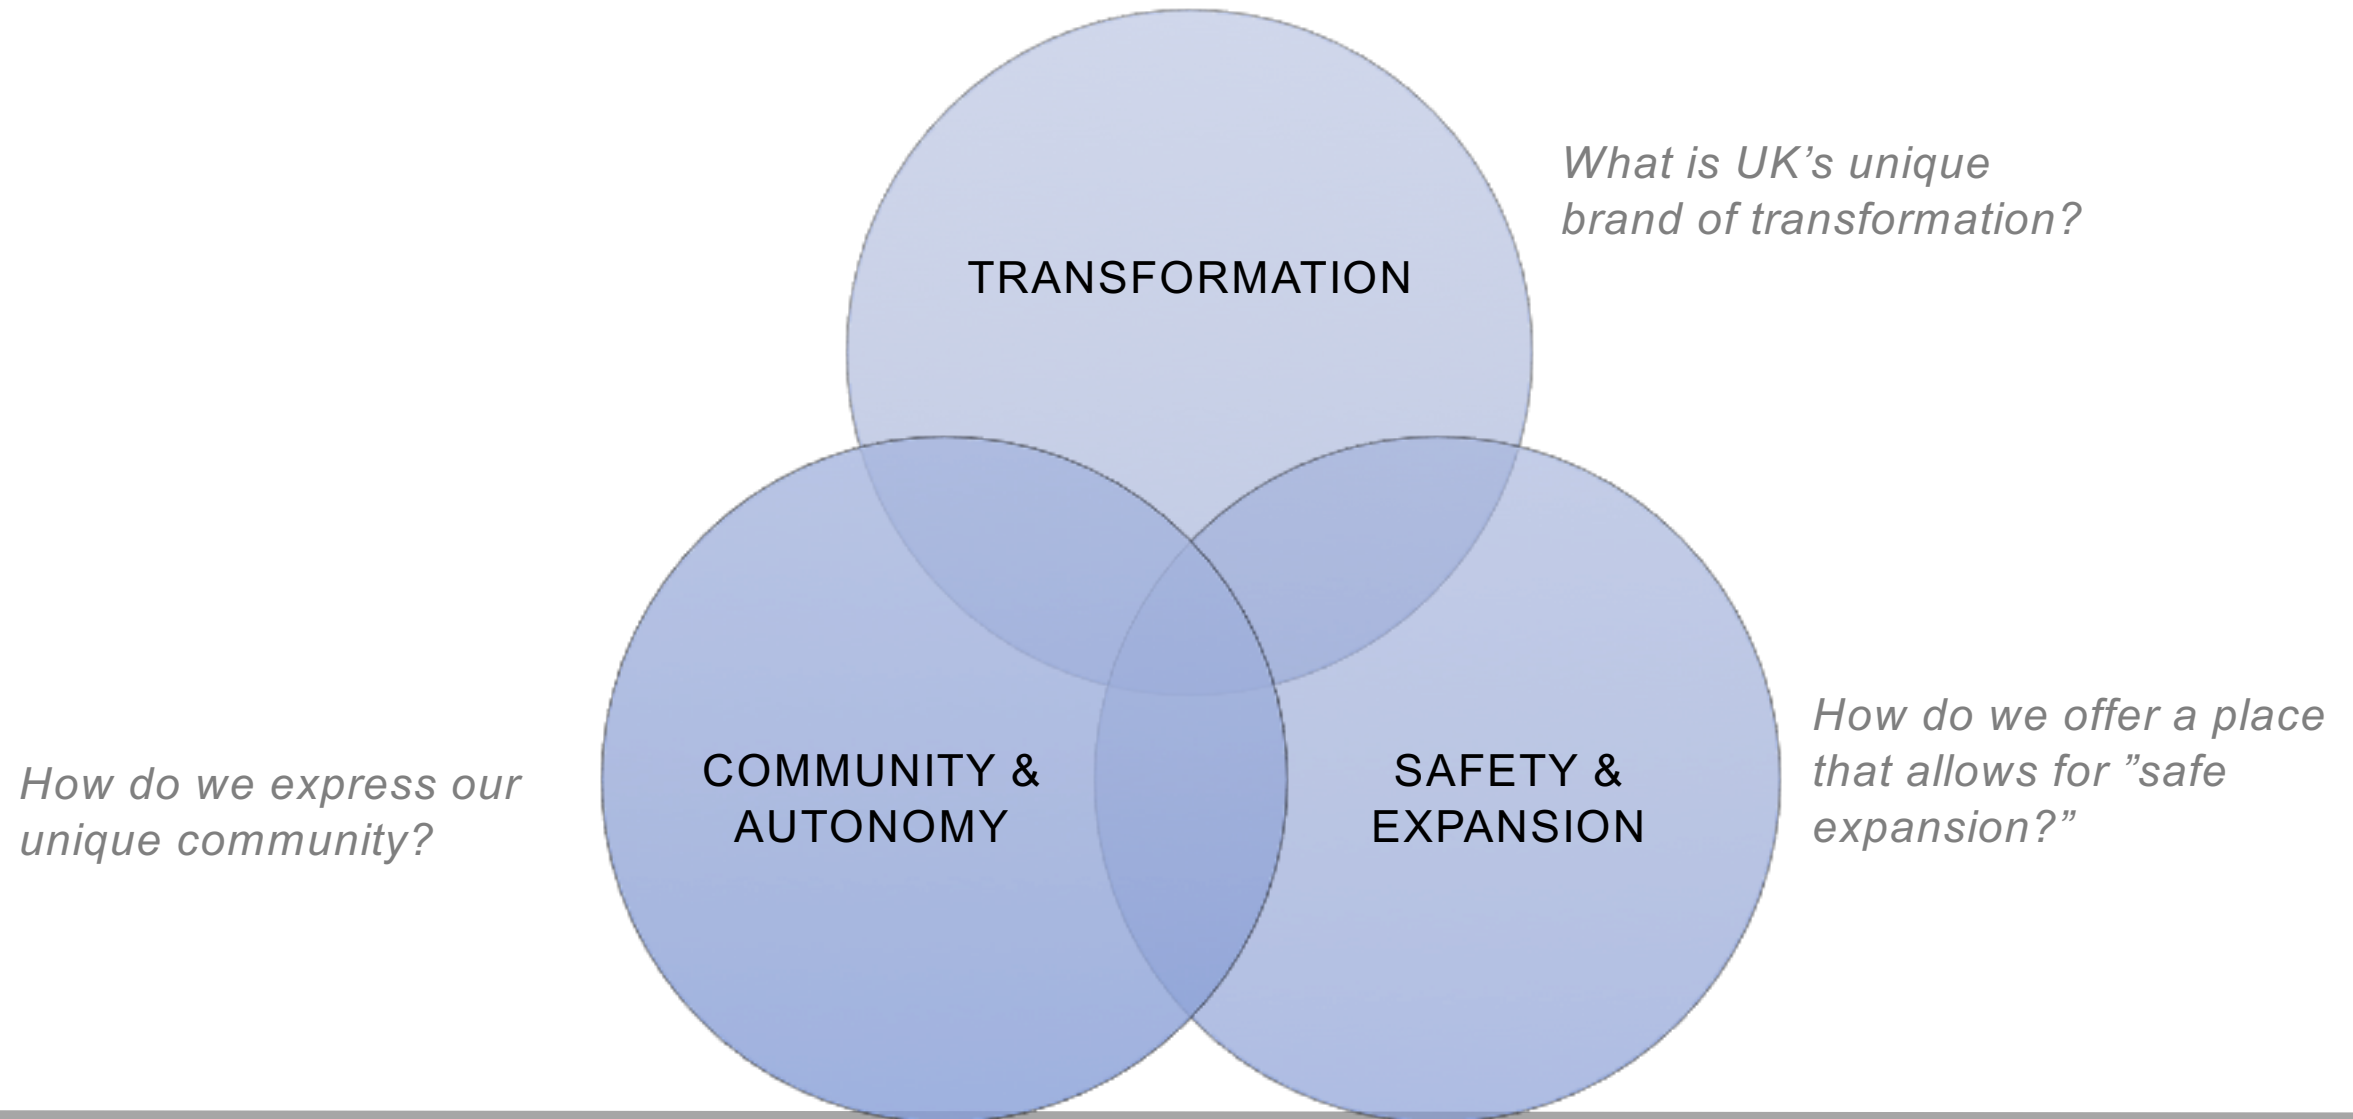 What is UK’s unique
brand of transformation?
TRANSFORMATION
How do we express our
unique community?
COMMUNITY &
AUTONOMY
SAFETY &
EXPANSION
How do we offer a place
that allows for ”safe
expansion?”